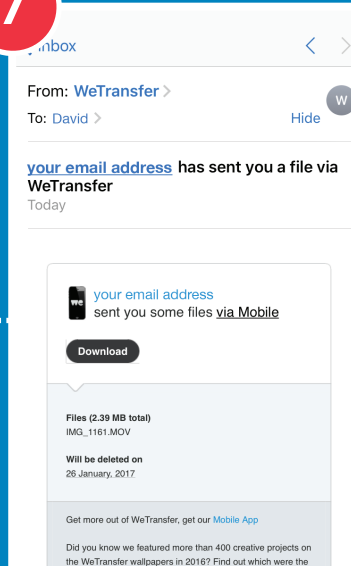 7
Inbox
From: WeTransfer
W
To: David
Hide
your email address has sent you a file via
WeTransfer
Today
we
your email address
sent you some files via Mobile
Download
Files (2.39 MB total)
IMG_1161.MOV
Will be deleted on
26 January, 2017
Get more out of WeTransfer, get our Mobile App
Did you know we featured more than 400 creative projects on
the WeTransfer wallpapers in 2016? Find out which were the